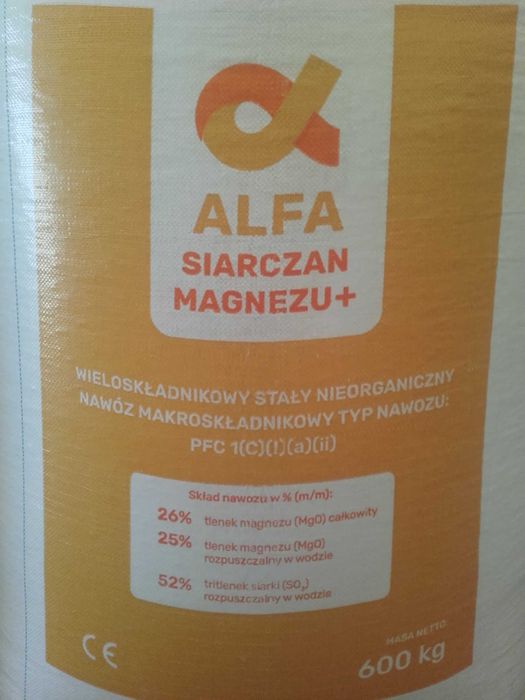 ALFA
SIARCZAN
MAGNEZU+
WIELOSKŁADNIKOWY STAŁY NIEORGANICZNY
NAWÓZ MAKROSKŁADNIKOWY TYP NAWOZU:
PFC 1(C)(I)(a)(ii)
Skład nawozu w % (m/m):
26% tlenek magnezu (MgO) całkowity
25% tlenek magnezu (MgO)
rozpuszczalny w wodzie
52% tritlenek siarki (SO₃)
rozpuszczalny w wodzie
CE
MASA NETTO
600 kg